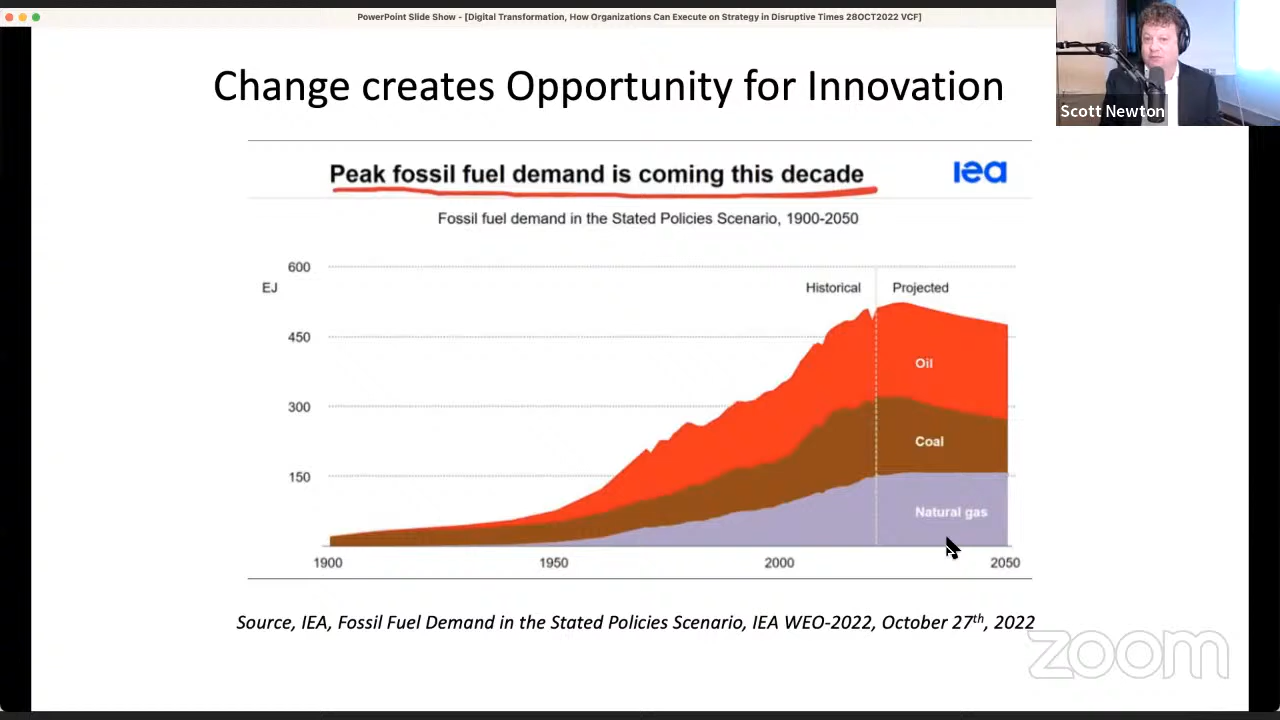 PowerPoint Slide Show - [Digital Transformation, How Organizations Can Execute on Strategy in Disruptive Times 28OCT2022 VCF]
Change creates Opportunity for Innovation
Scott Newton
Peak fossil fuel demand is coming this decade
iea
Fossil fuel demand in the Stated Policies Scenario, 1900-2050
600
EJ
Historical
Projected
450
Oil
300
Coal
150
Natural gas
1900
1950
2000
2050
Source, IEA, Fossil Fuel Demand in the Stated Policies Scenario, IEA WEO-2022, October 27th, 2022
zoom